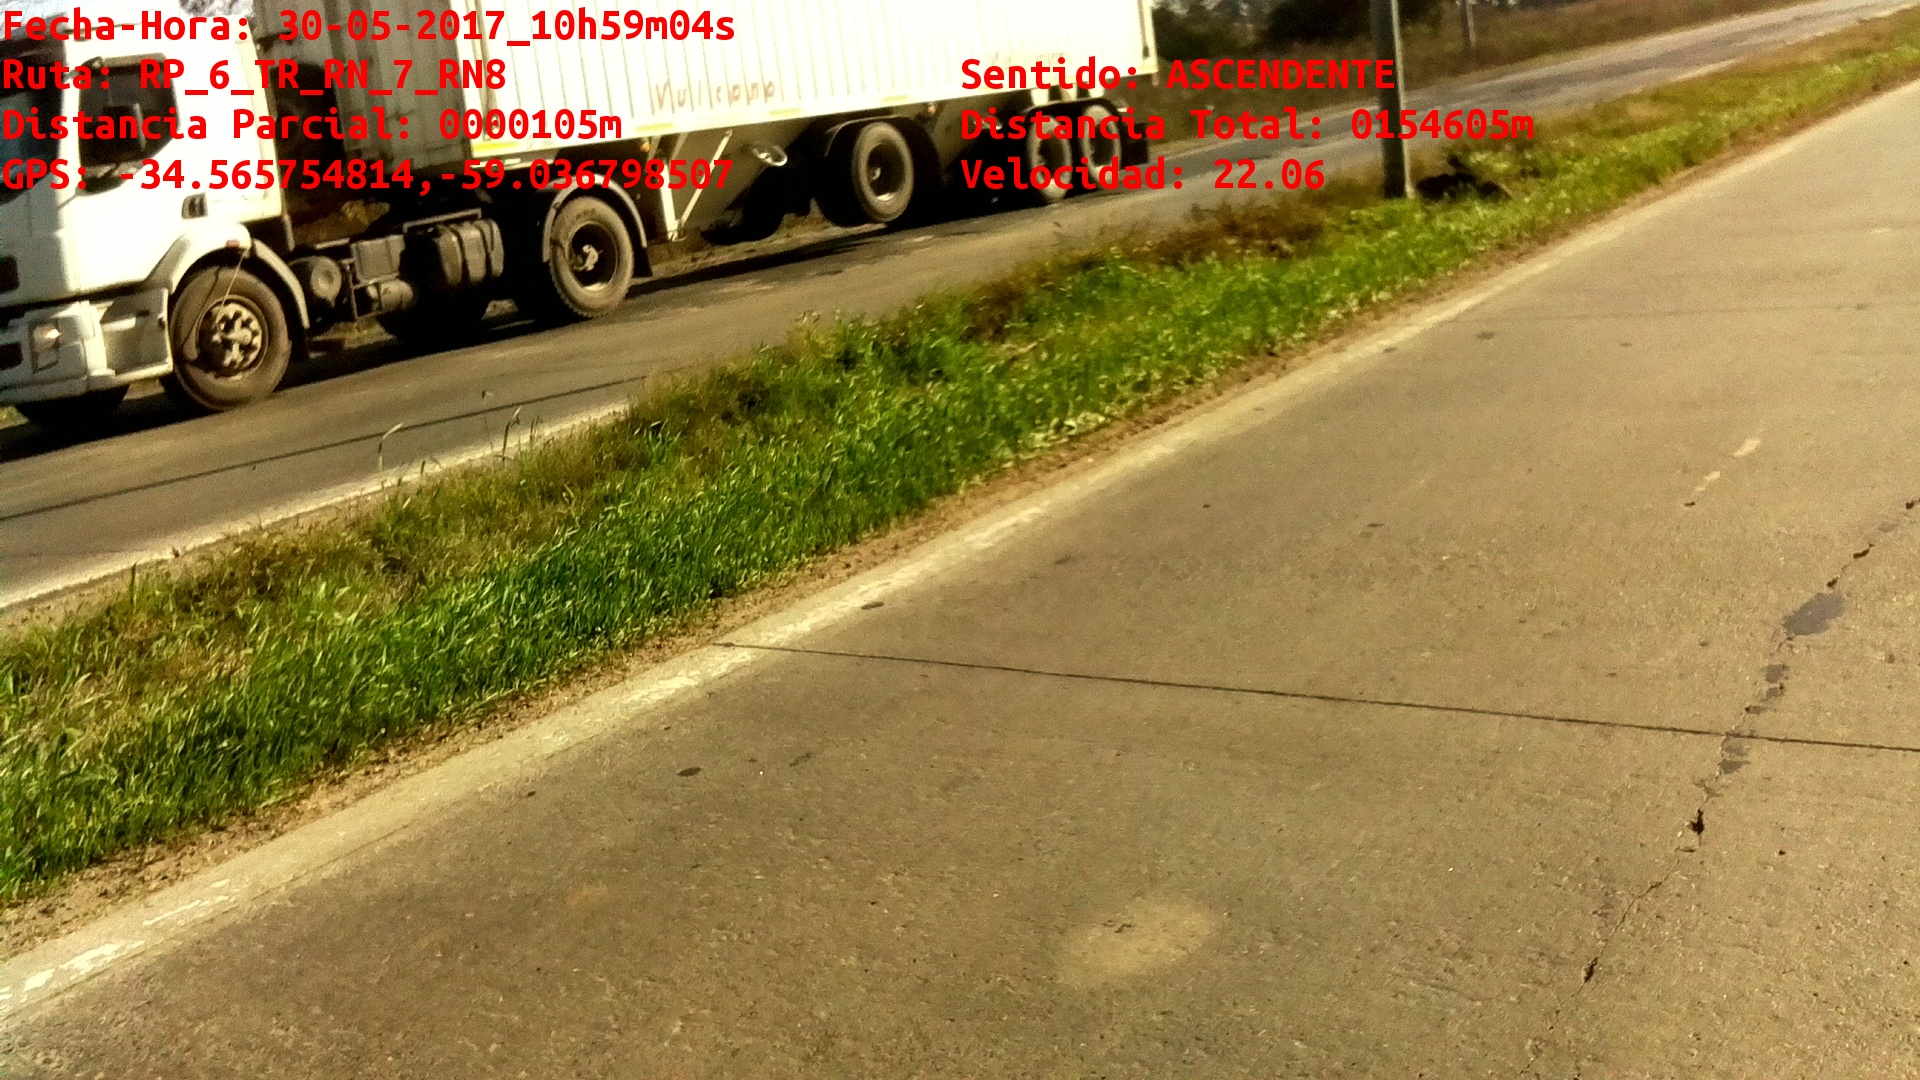 Fecha-Hora: 30-05-2017_10h59m04s
Ruta: RP_6_TR_RN_7_RN8
Sentido: ASCENDENTE
Distancia Parcial: 0000105m
Distancia Total: 0154605m
GPS: -34.565754814,-59.036798507
Velocidad: 22.06